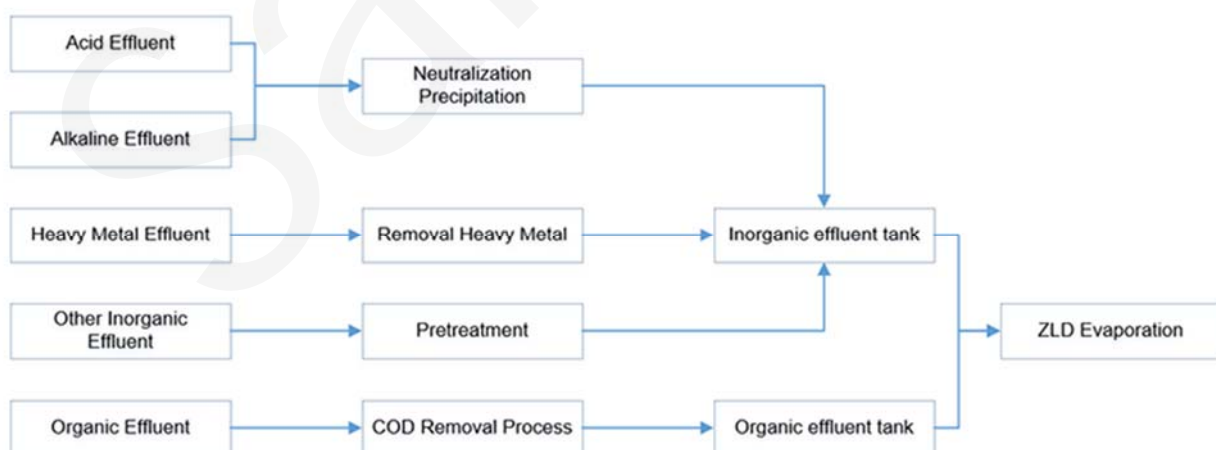 Acid Effluent
Neutralization
Precipitation
Alkaline Effluent
Heavy Metal Effluent
Removal Heavy Metal
Inorganic effluent tank
Other Inorganic
Effluent
Pretreatment
ZLD Evaporation
Organic Effluent
COD Removal Process
Organic effluent tank